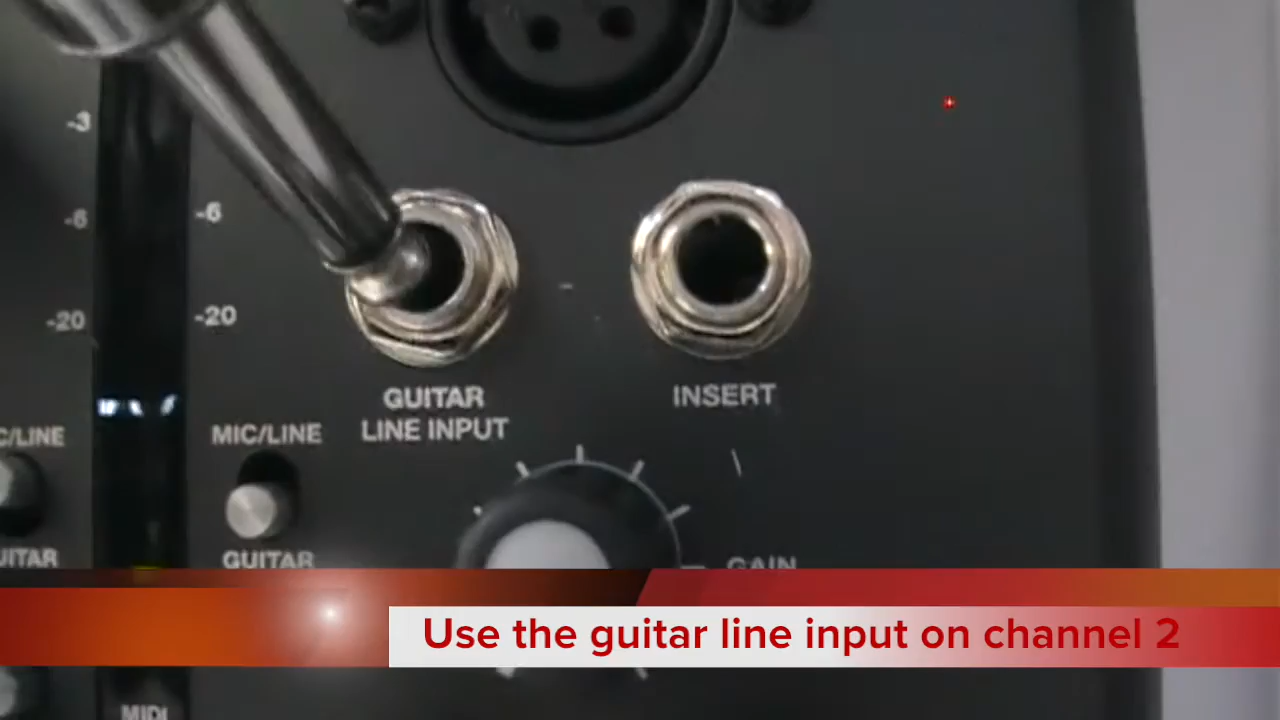 -3
-6
-6
-20
-20
GUITAR
LINE INPUT
INSERT
C/LINE
MIC/LINE
UITAR
GUITAR
GAIN
Use the guitar line input on channel 2
MIDI